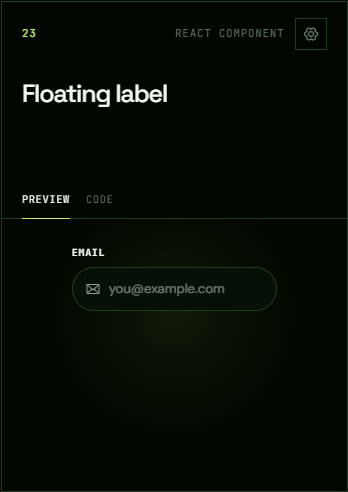 23
REACT COMPONENT
Floating label
PREVIEW
CODE
EMAIL
you@example.com